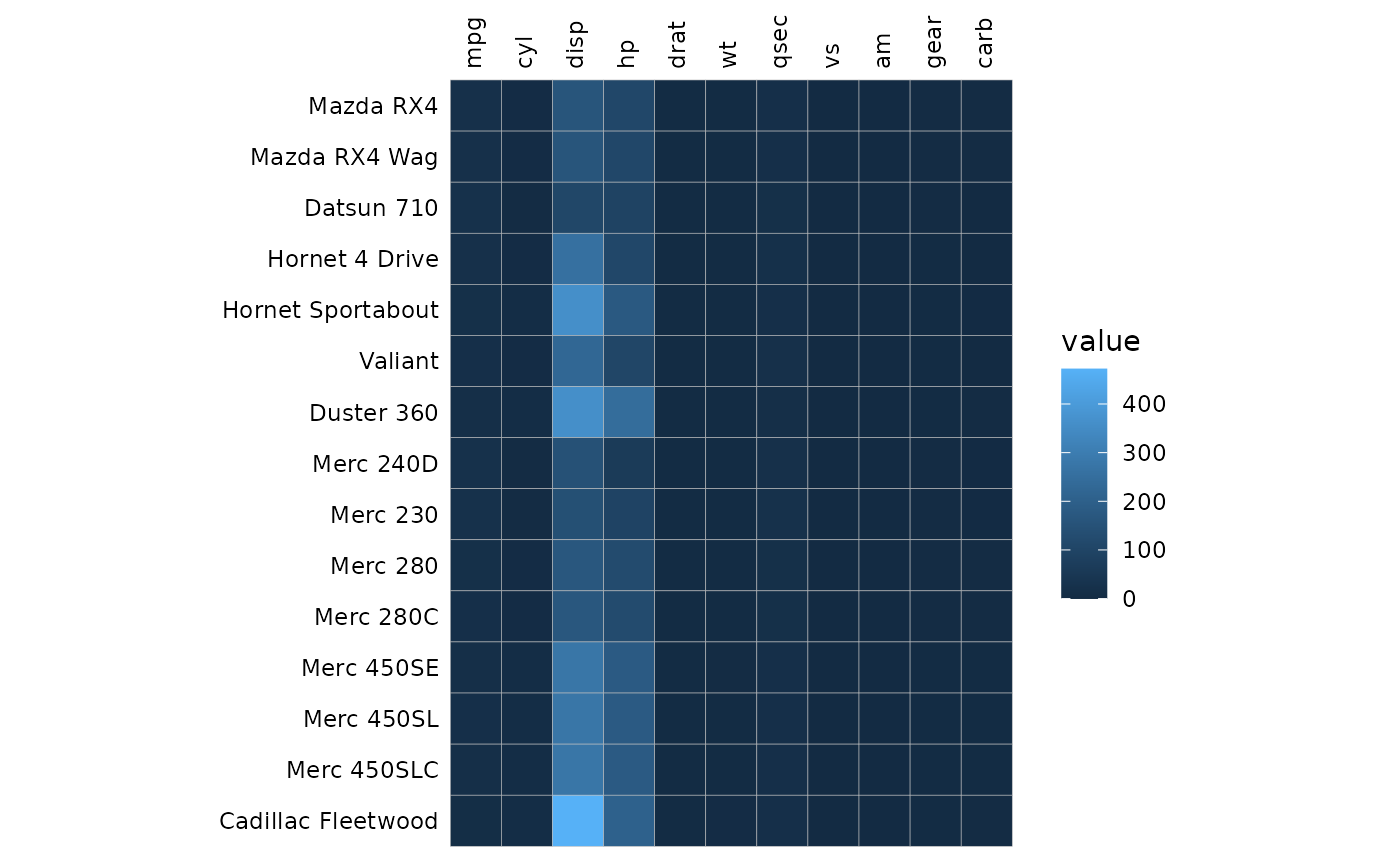 mpg cyl disp hp drat wt qsec vs am gear carb
Mazda RX4
Mazda RX4 Wag
Datsun 710
Hornet 4 Drive
Hornet Sportabout
Valiant
Duster 360
Merc 240D
Merc 230
Merc 280
Merc 280C
Merc 450SE
Merc 450SL
Merc 450SLC
Cadillac Fleetwood
value
400
300
200
100
0